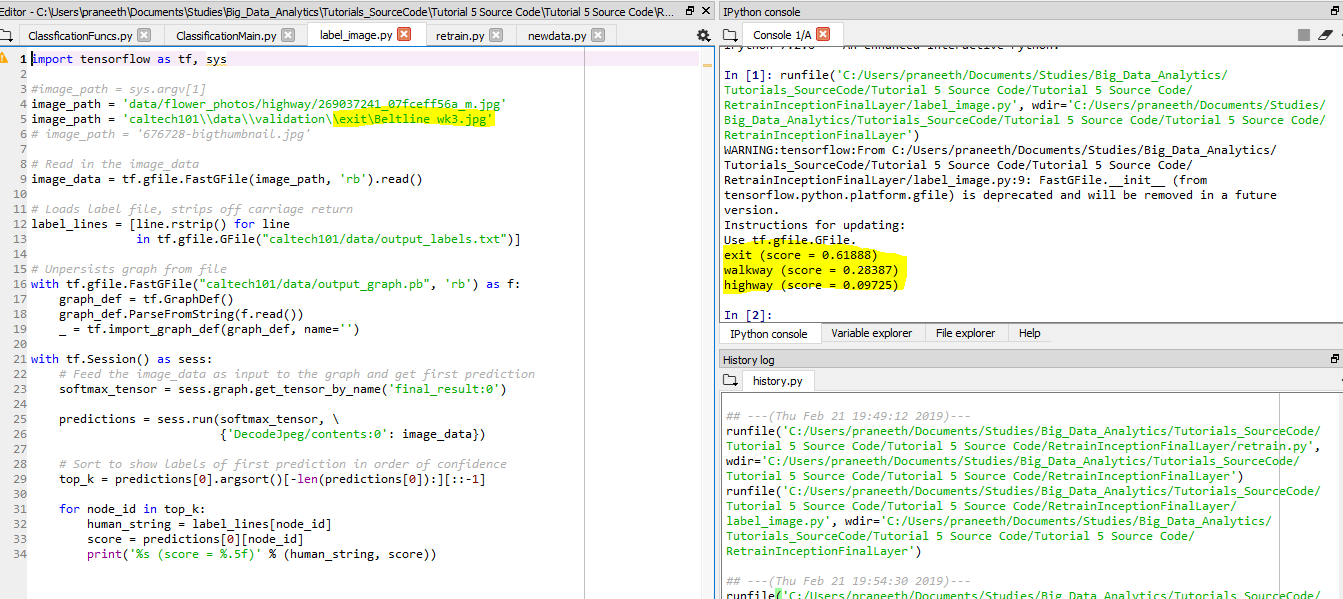 Editor - C:\Users\praneeth\Documents\Studies\Big_Data_Analytics\Tutorials_SourceCode\Tutorial 5 Source Code\Tutorial 5 Source Code\R...
ClassficationFuncs.py
ClassificationMain.py
label_image.py
retrain.py
newdata.py
1 import tensorflow as tf, sys
2
3 #image_path = sys.argv[1]
4 image_path = 'data/flower_photos/highway/269037241_07fceff56a_m.jpg'
5 image_path = 'caltech101\\data\\validation\\exit\Beltline wk3.jpg'
6 # image_path = '676728-bigthumbnail.jpg'
7
8 # Read in the image_data
9 image_data = tf.gfile.FastGFile(image_path, 'rb').read()
10
11 # Loads label file, strips off carriage return
12 label_lines = [line.rstrip() for line
13 in tf.gfile.GFile("caltech101/data/output_labels.txt")]
14
15 # Unpersists graph from file
16 with tf.gfile.FastGFile("caltech101/data/output_graph.pb", 'rb') as f:
17 graph_def = tf.GraphDef()
18 graph_def.ParseFromString(f.read())
19 _ = tf.import_graph_def(graph_def, name='')
20
21 with tf.Session() as sess:
22 # Feed the image_data as input to the graph and get first prediction
23 softmax_tensor = sess.graph.get_tensor_by_name('final_result:0')
24
25 predictions = sess.run(softmax_tensor, \
26 {'DecodeJpeg/contents:0': image_data})
27
28 # Sort to show labels of first prediction in order of confidence
29 top_k = predictions[0].argsort()[-len(predictions[0]):][::-1]
30
31 for node_id in top_k:
32 human_string = label_lines[node_id]
33 score = predictions[0][node_id]
34 print('%s (score = %.5f)' % (human_string, score))
IPython console
Console 1/A
In [1]: runfile('C:/Users/praneeth/Documents/Studies/Big_Data_Analytics/
Tutorials_SourceCode/Tutorial 5 Source Code/Tutorial 5 Source Code/
RetrainInceptionFinalLayer/label_image.py', wdir='C:/Users/praneeth/Documents/Studies/
Big_Data_Analytics/Tutorials_SourceCode/Tutorial 5 Source Code/Tutorial 5 Source Code/
RetrainInceptionFinalLayer')
WARNING:tensorflow:From C:/Users/praneeth/Documents/Studies/Big_Data_Analytics/
Tutorials_SourceCode/Tutorial 5 Source Code/Tutorial 5 Source Code/
RetrainInceptionFinalLayer/label_image.py:9: FastGFile.__init__ (from
tensorflow.python.platform.gfile) is deprecated and will be removed in a future
version.
Instructions for updating:
Use tf.gfile.GFile.
exit (score = 0.61888)
walkway (score = 0.28387)
highway (score = 0.09725)
In [2]:
IPython console
Variable explorer
File explorer
Help
History log
history.py
## ---(Thu Feb 21 19:49:12 2019)---
runfile('C:/Users/praneeth/Documents/Studies/Big_Data_Analytics/Tutorials_SourceCode/
Tutorial 5 Source Code/Tutorial 5 Source Code/RetrainInceptionFinalLayer/retrain.py',
wdir='C:/Users/praneeth/Documents/Studies/Big_Data_Analytics/Tutorials_SourceCode/
Tutorial 5 Source Code/Tutorial 5 Source Code/RetrainInceptionFinalLayer')
runfile('C:/Users/praneeth/Documents/Studies/Big_Data_Analytics/Tutorials_SourceCode/
Tutorial 5 Source Code/Tutorial 5 Source Code/RetrainInceptionFinalLayer/
label_image.py', wdir='C:/Users/praneeth/Documents/Studies/Big_Data_Analytics/
Tutorials_SourceCode/Tutorial 5 Source Code/Tutorial 5 Source Code/
RetrainInceptionFinalLayer')
## ---(Thu Feb 21 19:54:30 2019)---
runfile('C:/Users/praneeth/Documents/Studies/Big_Data_Analytics/Tutorials_SourceCode/